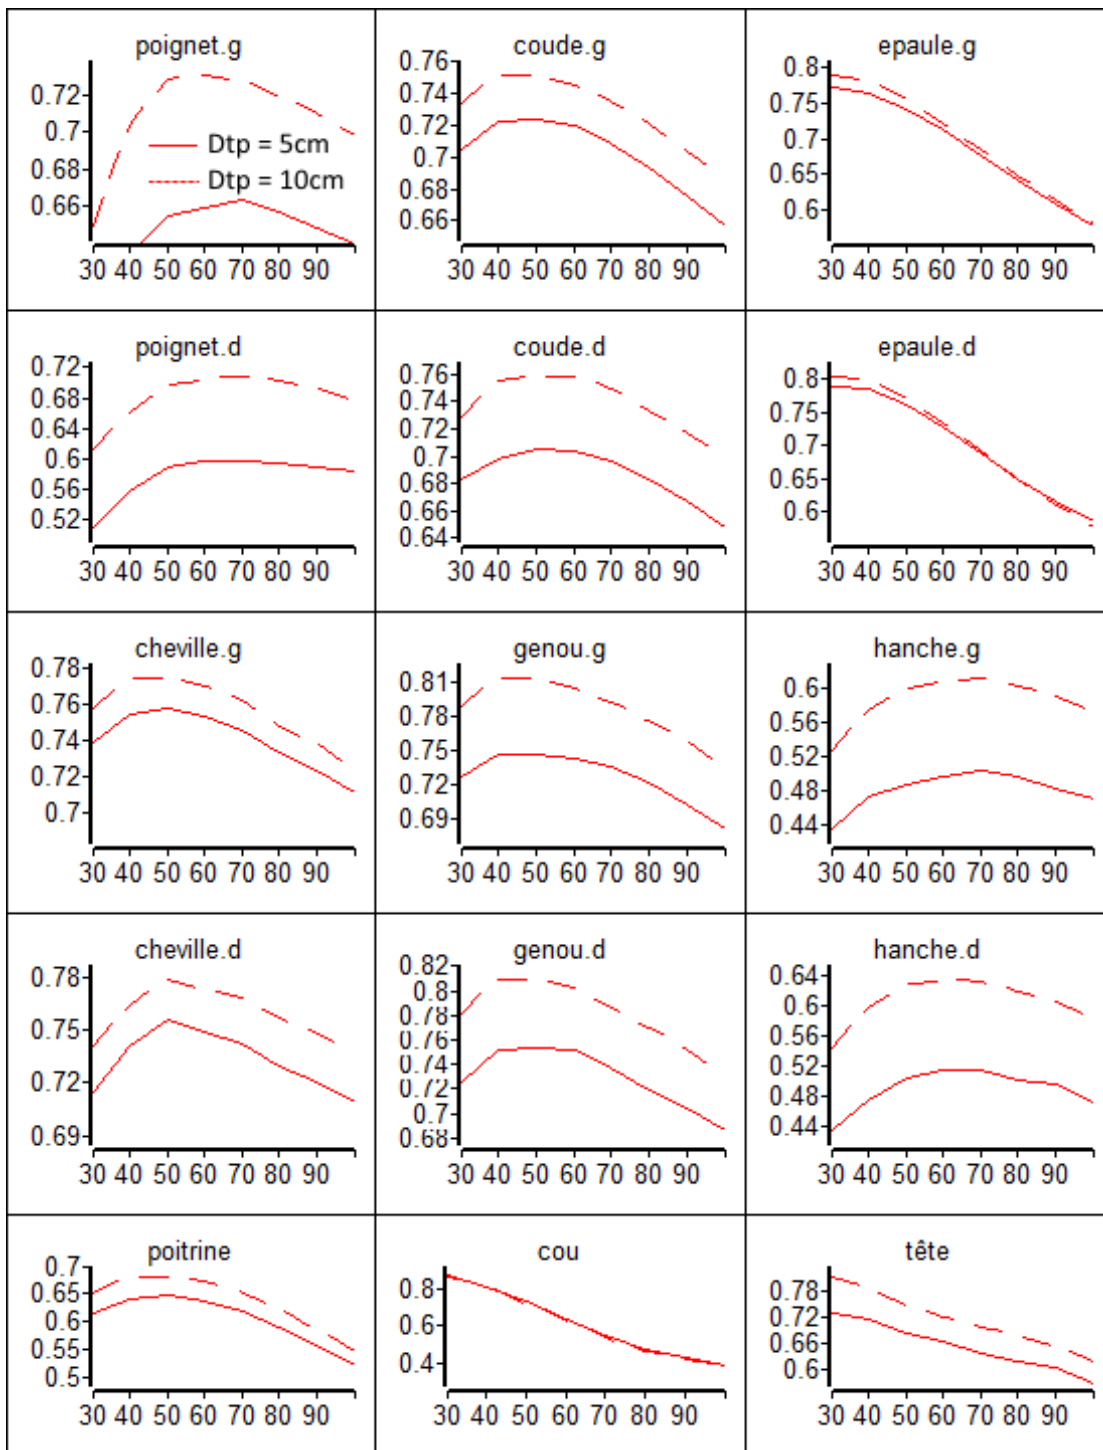 poignet.g
0.72
0.7
0.68
0.66
Dtp = 5cm
Dtp = 10cm
30 40 50 60 70 80 90
coude.g
0.76
0.74
0.72
0.7
0.68
0.66
30 40 50 60 70 80 90
epaule.g
0.8
0.75
0.7
0.65
0.6
30 40 50 60 70 80 90
poignet.d
0.72
0.68
0.64
0.6
0.56
0.52
30 40 50 60 70 80 90
coude.d
0.76
0.74
0.72
0.7
0.68
0.66
0.64
30 40 50 60 70 80 90
epaule.d
0.8
0.75
0.7
0.65
0.6
30 40 50 60 70 80 90
cheville.g
0.78
0.76
0.74
0.72
0.7
30 40 50 60 70 80 90
genou.g
0.81
0.78
0.75
0.72
0.69
30 40 50 60 70 80 90
hanche.g
0.6
0.56
0.52
0.48
0.44
30 40 50 60 70 80 90
cheville.d
0.78
0.75
0.72
0.69
30 40 50 60 70 80 90
genou.d
0.82
0.8
0.78
0.76
0.74
0.72
0.7
0.68
30 40 50 60 70 80 90
hanche.d
0.64
0.6
0.56
0.52
0.48
0.44
30 40 50 60 70 80 90
poitrine
0.7
0.65
0.6
0.55
0.5
30 40 50 60 70 80 90
cou
0.8
0.6
0.4
30 40 50 60 70 80 90
tête
0.78
0.72
0.66
0.6
30 40 50 60 70 80 90